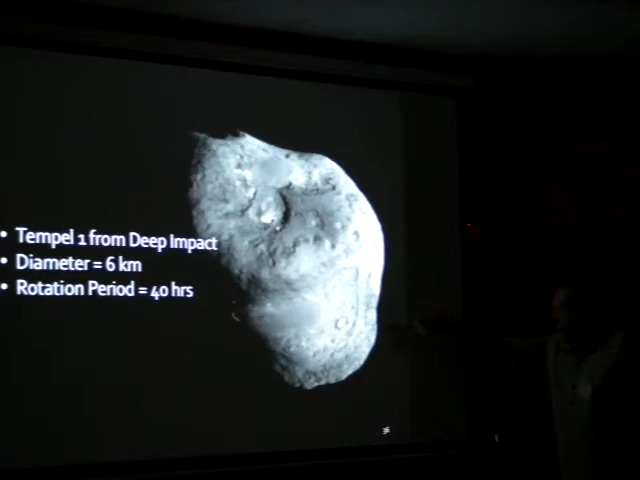 • Tempel 1 from Deep Impact
• Diameter = 6 km
• Rotation Period = 40 hrs